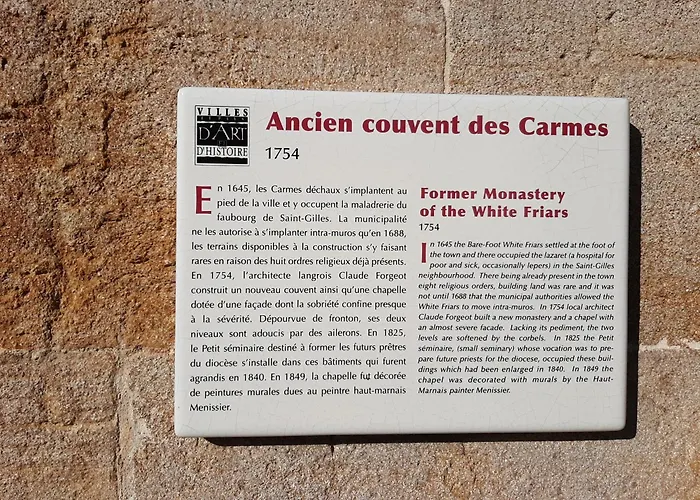 VILLES
D'ART
D'HISTOIRE
Ancien couvent des Carmes
1754
En 1645, les Carmes déchaux s'implantent au
pied de la ville et y occupent la maladrerie du
faubourg de Saint-Gilles. La municipalité
ne les autorise à s'implanter intra-muros qu'en 1688,
les terrains disponibles à la construction s'y faisant
rares en raison des huit ordres religieux déjà présents.
En 1754, l'architecte langrois Claude Forgeot
construit un nouveau couvent ainsi qu'une chapelle
dotée d'une façade dont la sobriété confine presque
à la sévérité. Dépourvue de fronton, ses deux
niveaux sont adoucis par des ailerons. En 1825,
le Petit séminaire destiné à former les futurs prêtres
du diocèse s'installe dans ces bâtiments qui furent
agrandis en 1840. En 1849, la chapelle fut décorée
de peintures murales dues au peintre haut-marnais
Menissier.
Former Monastery
of the White Friars
1754
In 1645 the Bare-Foot White Friars settled at the foot of
the town and there occupied the lazaret (a hospital for
poor and sick, occasionally lepers) in the Saint-Gilles
neighbourhood. There being already present in the town
eight religious orders, building land was rare and it was
not until 1688 that the municipal authorities allowed the
White Friars to move intra-muros. In 1754 local architect
Claude Forgeot built a new monastery and a chapel with
an almost severe facade. Lacking its pediment, the two
levels are softened by the corbels. In 1825 the Petit
séminaire, (small seminary) whose vocation was to pre-
pare future priests for the diocese, occupied these buil-
dings which had been enlarged in 1840. In 1849 the
chapel was decorated with murals by the Haut-
Marnais painter Menissier.